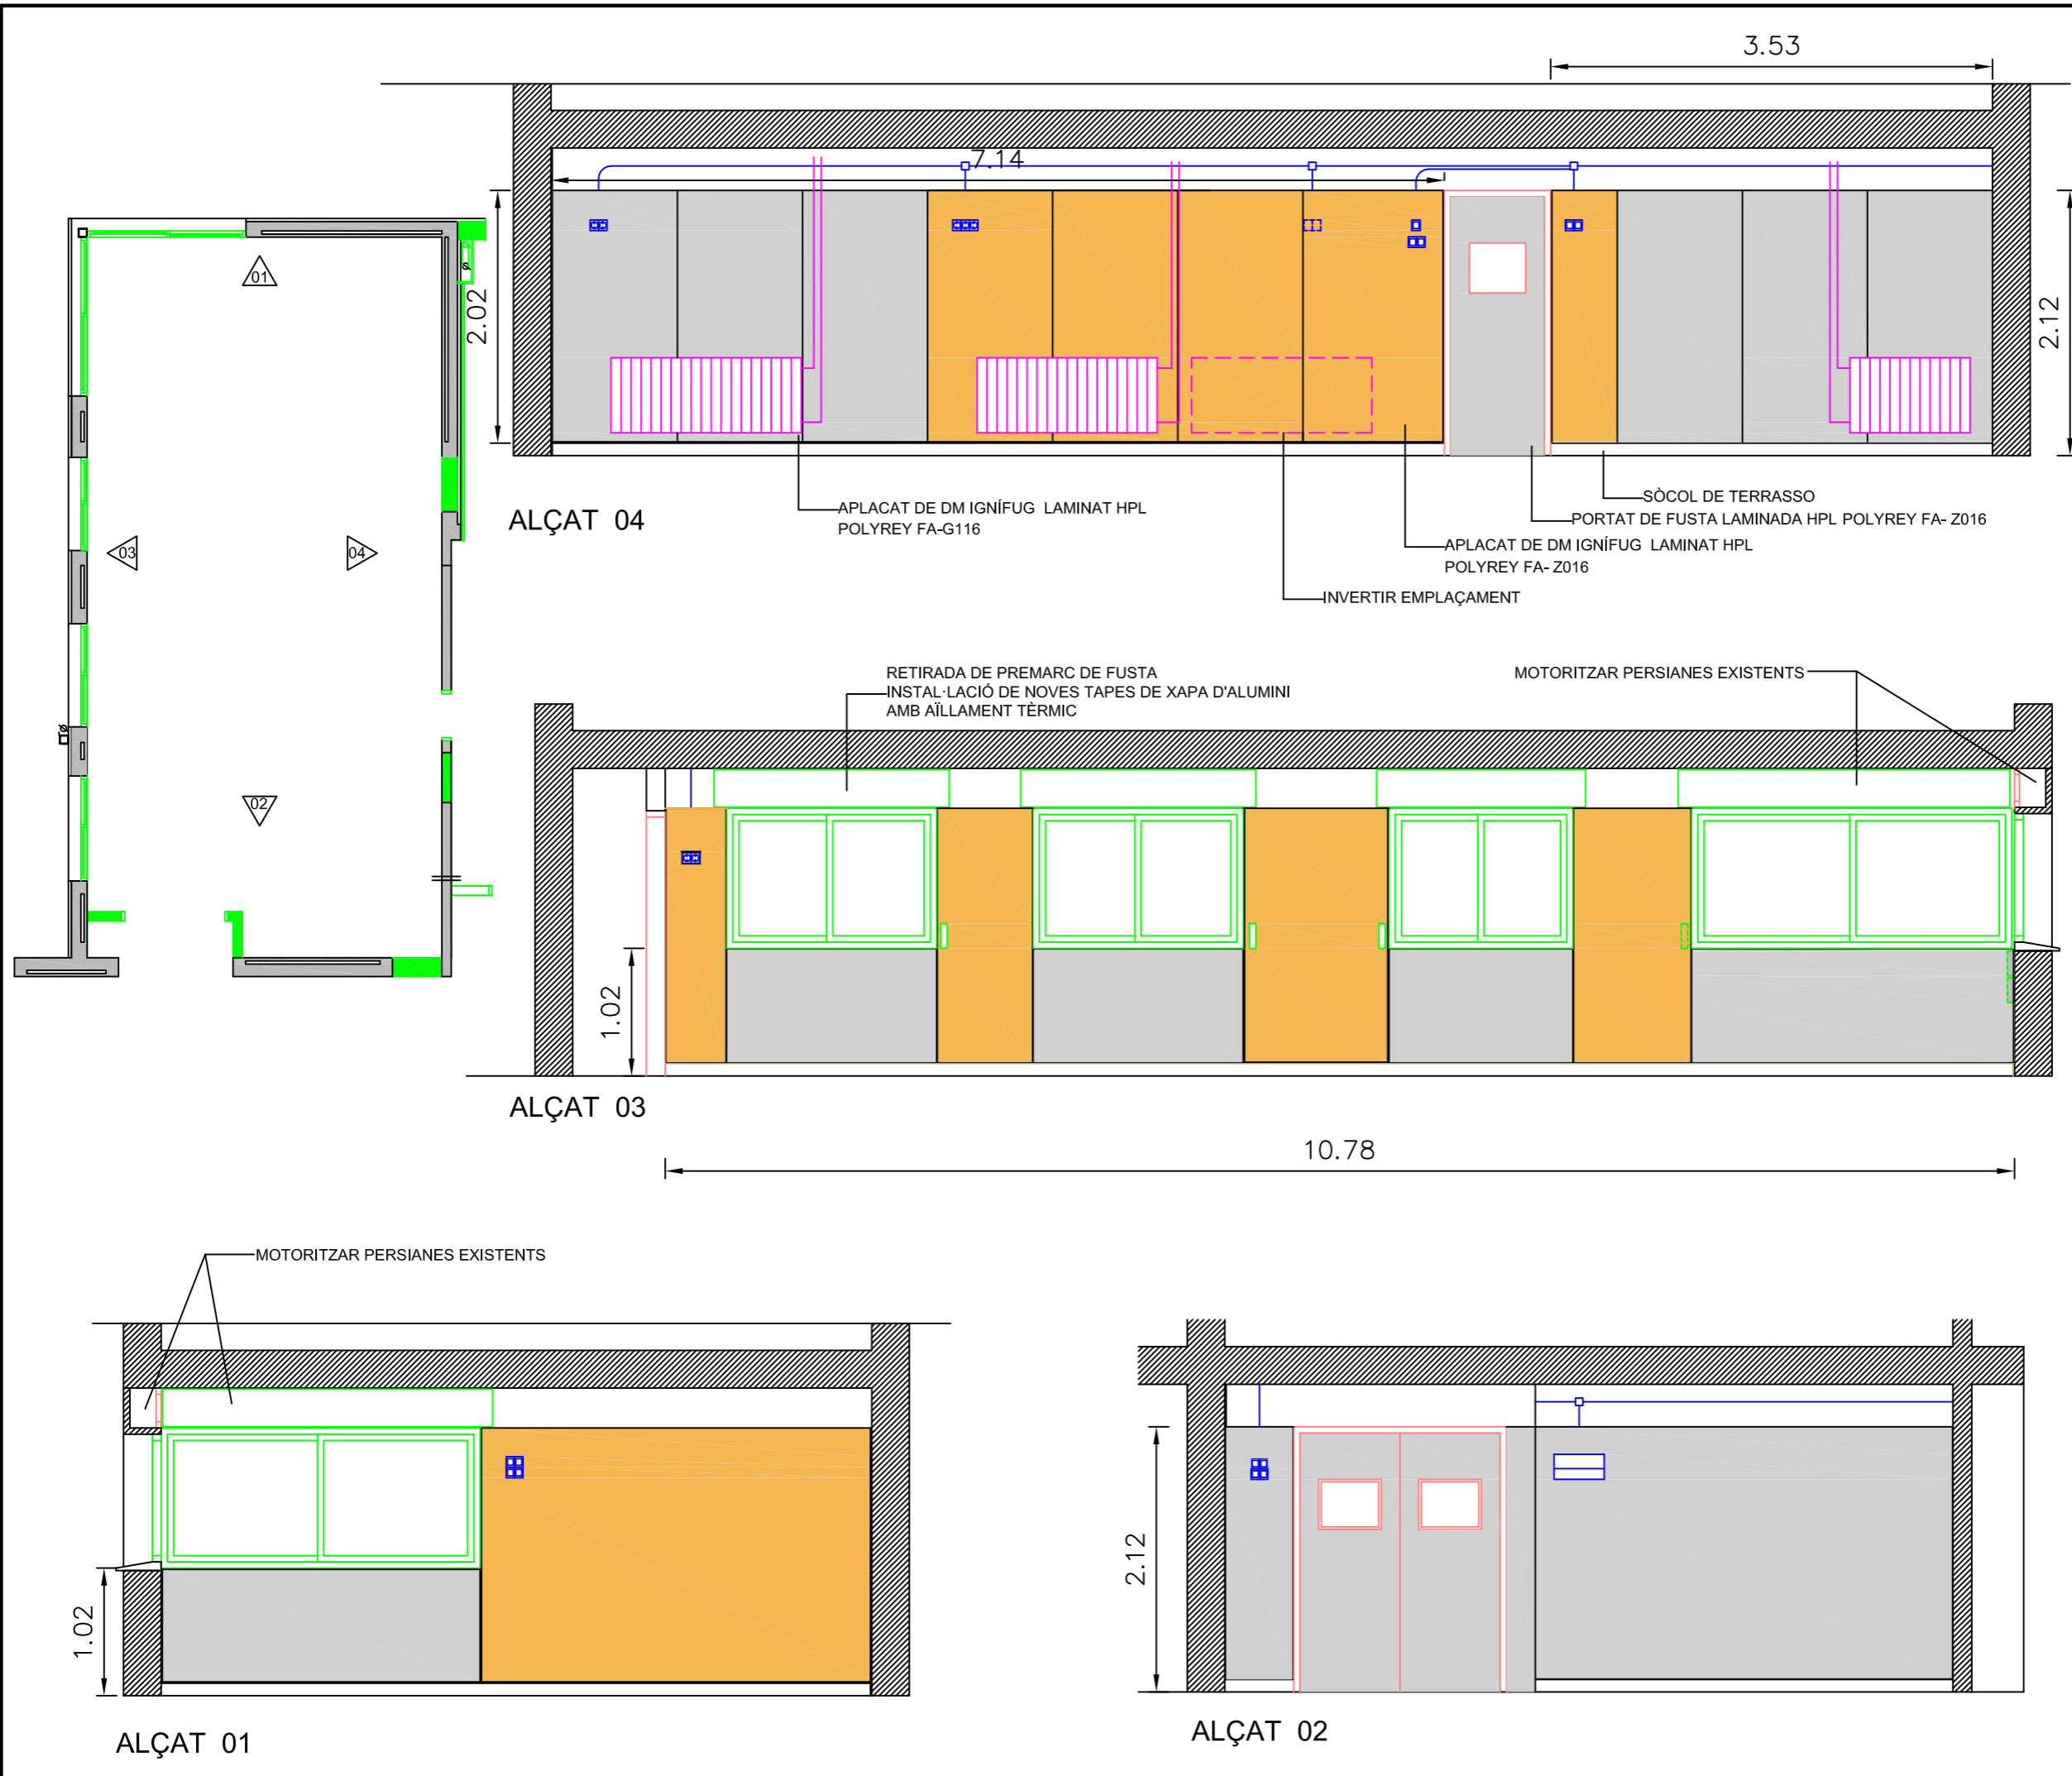 3.53
7.14
2.02
2.12
01
03
04
02
ALÇAT 04
APLACAT DE DM IGNÍFUG LAMINAT HPL
POLYREY FA-G116
SÒCOL DE TERRASSO
PORTAT DE FUSTA LAMINADA HPL POLYREY FA- Z016
APLACAT DE DM IGNÍFUG LAMINAT HPL
POLYREY FA- Z016
INVERTIR EMPLAÇAMENT
RETIRADA DE PREMARC DE FUSTA
INSTAL·LACIÓ DE NOVES TAPES DE XAPA D'ALUMINI
AMB AÏLLAMENT TÈRMIC
MOTORITZAR PERSIANES EXISTENTS
1.02
ALÇAT 03
10.78
MOTORITZAR PERSIANES EXISTENTS
1.02
ALÇAT 01
2.12
ALÇAT 02